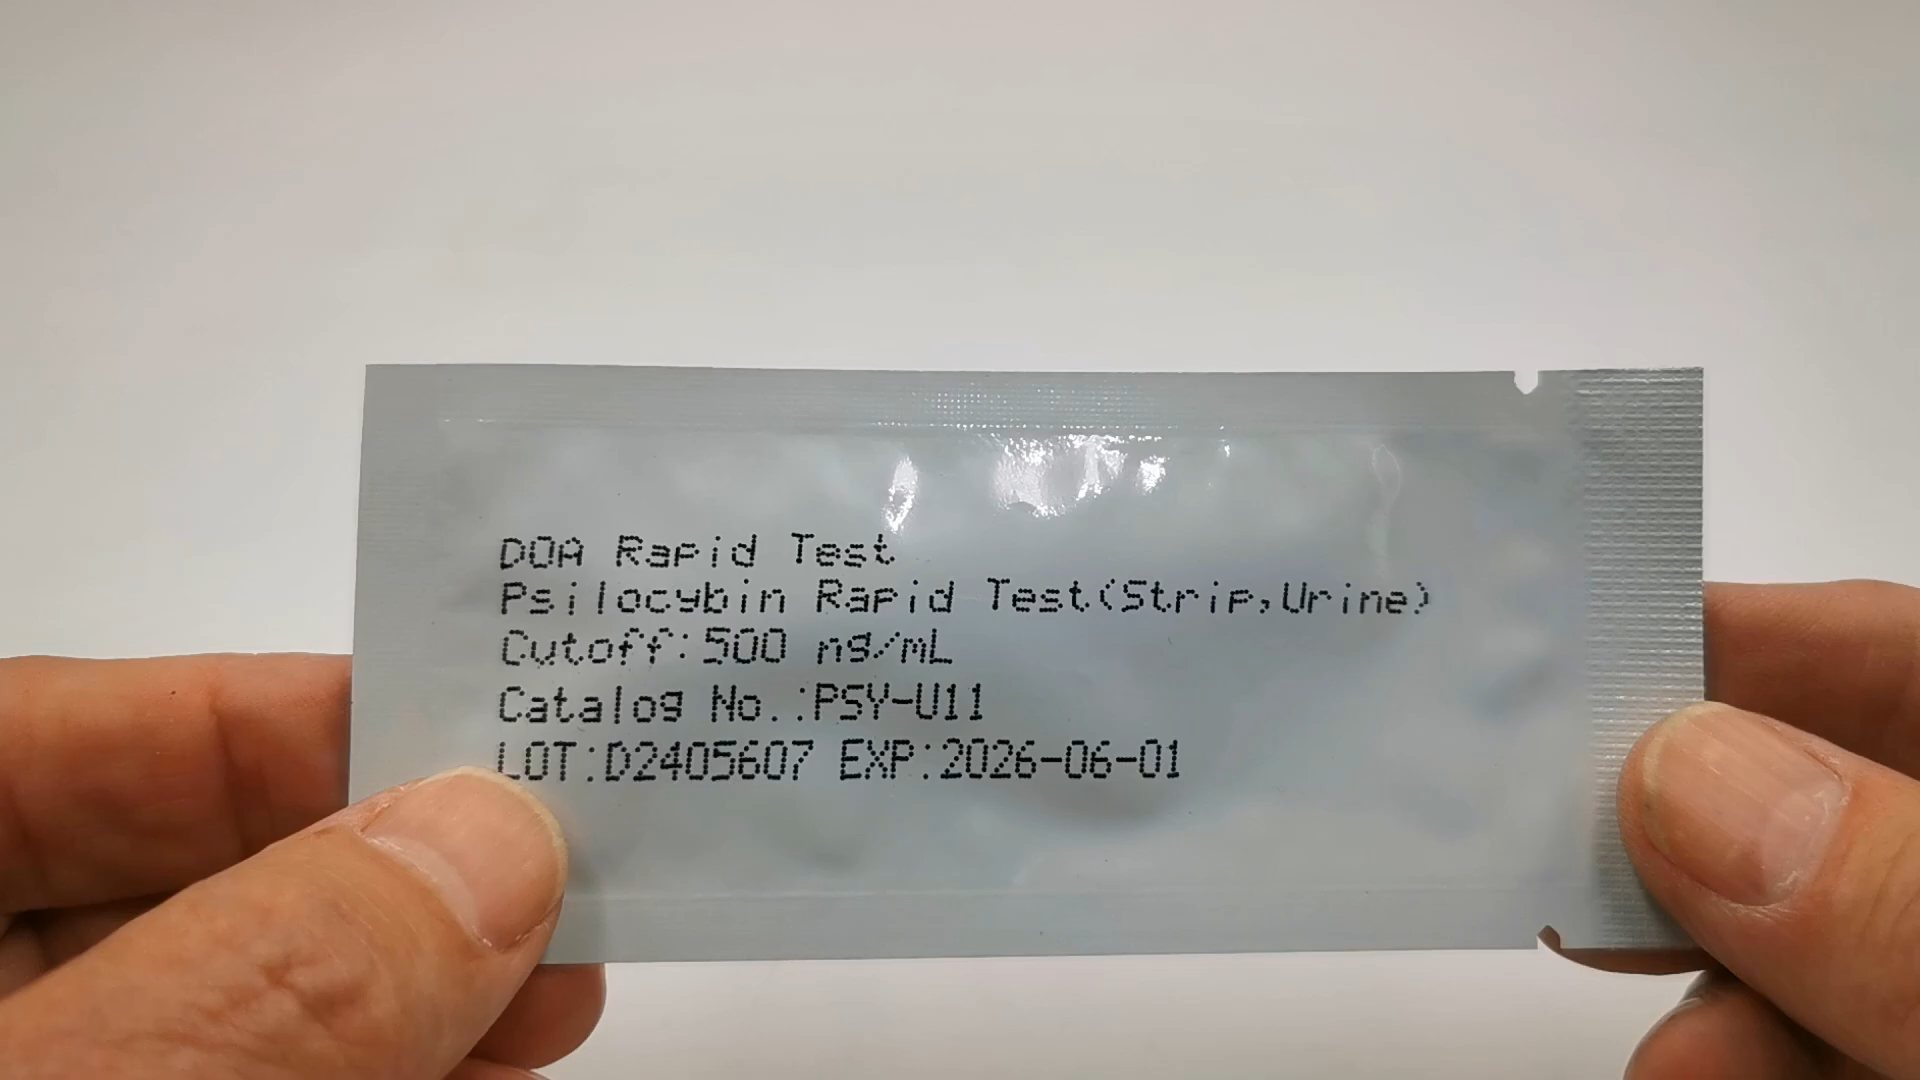 DOA Rapid Test
Psilocybin Rapid Test(Strip,Urine)
Cutoff:500 ng/mL
Catalog No.:PSY-U11
LOT:D2405607 EXP:2026-06-01